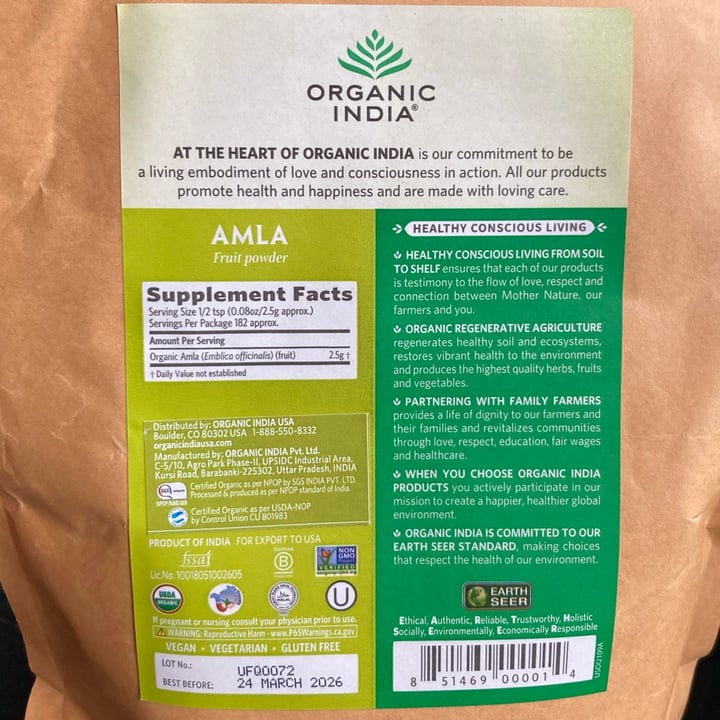 ORGANIC
INDIA®
AT THE HEART OF ORGANIC INDIA is our commitment to be
a living embodiment of love and consciousness in action. All our products
promote health and happiness and are made with loving care.
AMLA
Fruit powder
Supplement Facts
Serving Size 1/2 tsp (0.08oz/2.5g approx.)
Servings Per Package 182 approx.
Amount Per Serving
Organic Amla (Emblica officinalis) (fruit) 2.5g †
† Daily Value not established
Distributed by: ORGANIC INDIA USA
Boulder, CO 80302 USA 1-888-550-8332
organicindiausa.com
Manufactured by: ORGANIC INDIA Pvt. Ltd.
C-5/10, Agro Park Phase-II, UPSIDC Industrial Area,
Kursi Road, Barabanki-225302, Uttar Pradesh, INDIA
Certified Organic as per NPOP by SGS INDIA PVT. LTD.
Processed & produced as per NPOP standard of India.
Certified Organic as per USDA-NOP
by Control Union CU 801983
PRODUCT OF INDIA FOR EXPORT TO USA
fssai
Lic.No. 10018051002605
Certified
B
Corporation
NON
GMO
Project
VERIFIED
USDA
ORGANIC
HALAL
U
If pregnant or nursing consult your physician prior to use.
WARNING: Reproductive Harm - www.P65Warnings.ca.gov
VEGAN • VEGETARIAN • GLUTEN FREE
LOT No.: UFQ0072
BEST BEFORE: 24 MARCH 2026
HEALTHY CONSCIOUS LIVING
HEALTHY CONSCIOUS LIVING FROM SOIL
TO SHELF ensures that each of our products
is testimony to the flow of love, respect and
connection between Mother Nature, our
farmers and you.
ORGANIC REGENERATIVE AGRICULTURE
regenerates healthy soil and ecosystems,
restores vibrant health to the environment
and produces the highest quality herbs, fruits
and vegetables.
PARTNERING WITH FAMILY FARMERS
provides a life of dignity to our farmers and
their families and revitalizes communities
through love, respect, education, fair wages
and healthcare.
WHEN YOU CHOOSE ORGANIC INDIA
PRODUCTS you actively participate in our
mission to create a happier, healthier global
environment.
ORGANIC INDIA IS COMMITTED TO OUR
EARTH SEER STANDARD, making choices
that respect the health of our environment.
EARTH
SEER
Ethical, Authentic, Reliable, Trustworthy, Holistic
Socially, Environmentally, Economically Responsible
8 51469 00001 4